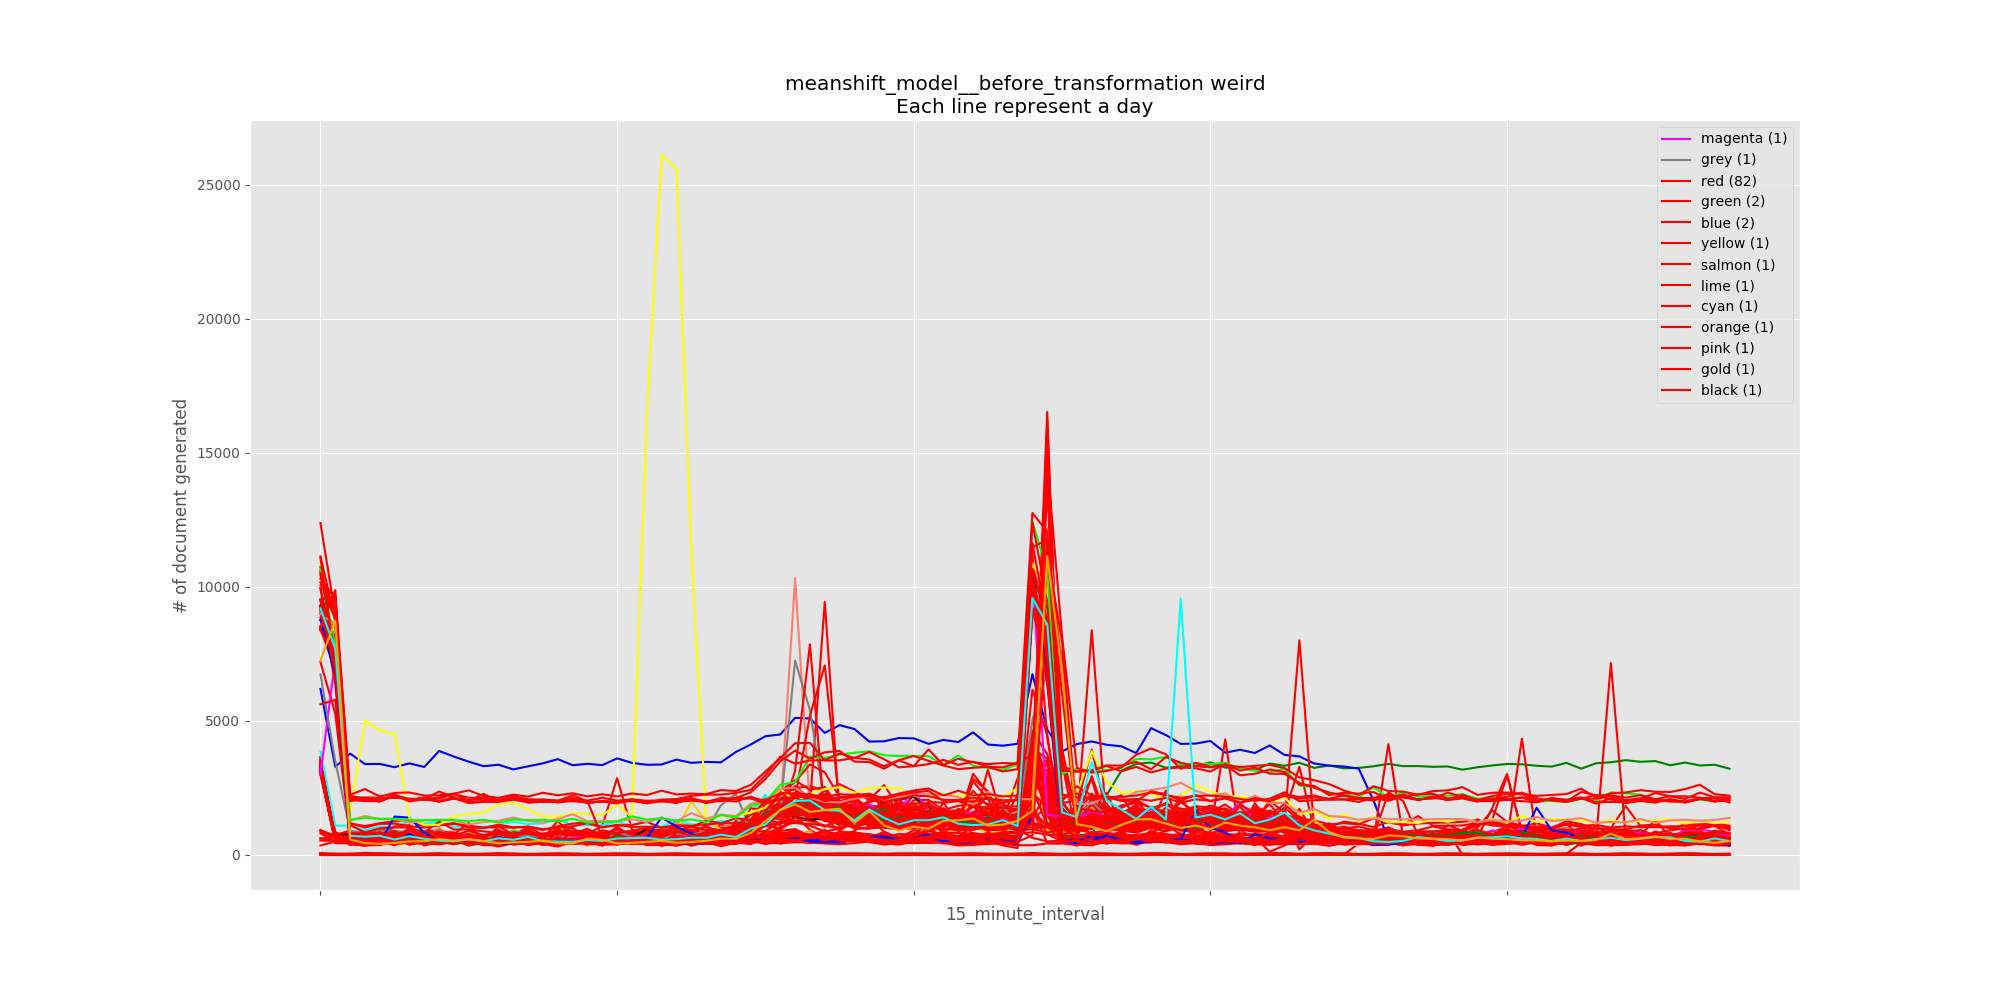 meanshift_model__before_transformation weird
Each line represent a day
magenta (1)
grey (1)
red (82)
green (2)
blue (2)
yellow (1)
salmon (1)
lime (1)
cyan (1)
orange (1)
pink (1)
gold (1)
black (1)
25000
20000
15000
10000
5000
0
# of document generated
15_minute_interval